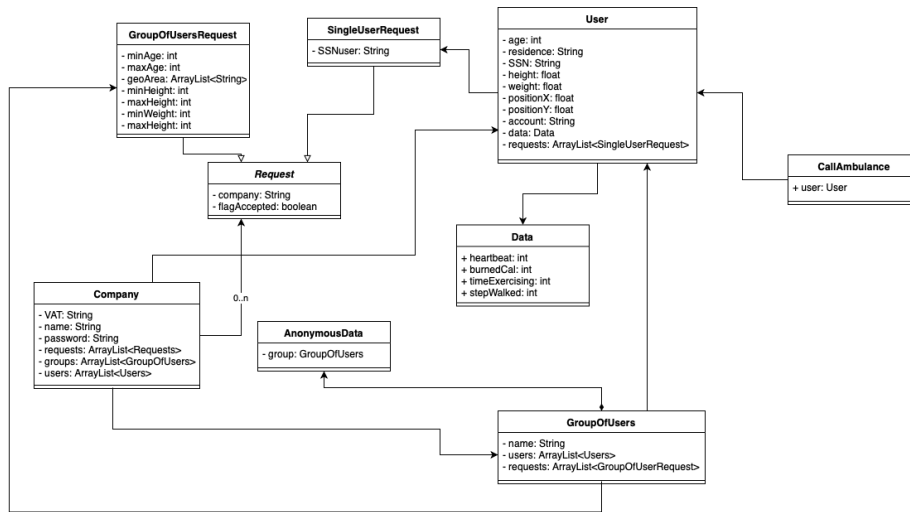 GroupOfUsersRequest
- minAge: int
- maxAge: int
- geoArea: ArrayList<String>
- minHeight: int
- maxHeight: int
- minWeight: int
- maxHeight: int
SingleUserRequest
- SSNuser: String
User
- age: int
- residence: String
- SSN: String
- height: float
- weight: float
- positionX: float
- positionY: float
- account: String
- data: Data
- requests: ArrayList<SingleUserRequest>
Request
- company: String
- flagAccepted: boolean
CallAmbulance
+ user: User
Data
+ heartbeat: int
+ burnedCal: int
+ timeExercising: int
+ stepWalked: int
0..n
Company
- VAT: String
- name: String
- password: String
- requests: ArrayList<Requests>
- groups: ArrayList<GroupOfUsers>
- users: ArrayList<Users>
AnonymousData
- group: GroupOfUsers
GroupOfUsers
- name: String
- users: ArrayList<Users>
- requests: ArrayList<GroupOfUserRequest>